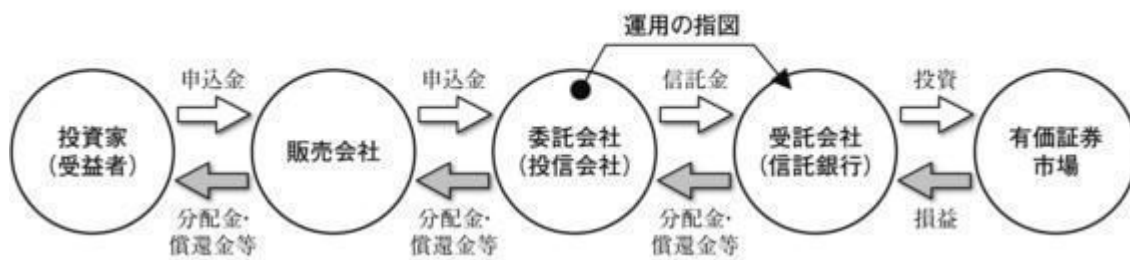 運用の指図
申込金
申込金
信託金
投資
投資家
(受益者)
販売会社
委託会社
(投信会社)
受託会社
(信託銀行)
有価証券
市場
分配金・
償還金等
分配金・
償還金等
分配金・
償還金等
損益